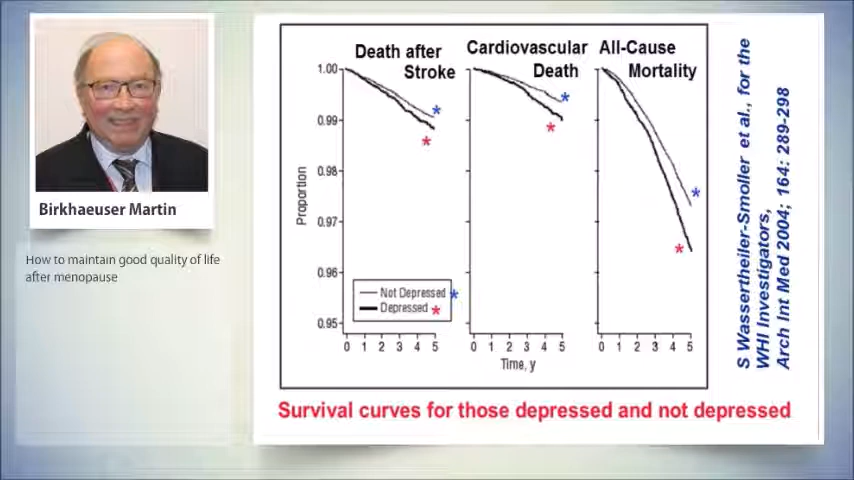 Birkhaeuser Martin
How to maintain good quality of life
after menopause
Death after
Stroke
Cardiovascular
Death
All-Cause
Mortality
1.00
0.99
0.98
0.97
0.96
0.95
Proportion
Not Depressed *
Depressed *
0 1 2 3 4 5
0 1 2 3 4 5
0 1 2 3 4 5
Time, y
S Wassertheiler-Smoller et al., for the
WHI Investigators,
Arch Int Med 2004; 164: 289-298
Survival curves for those depressed and not depressed